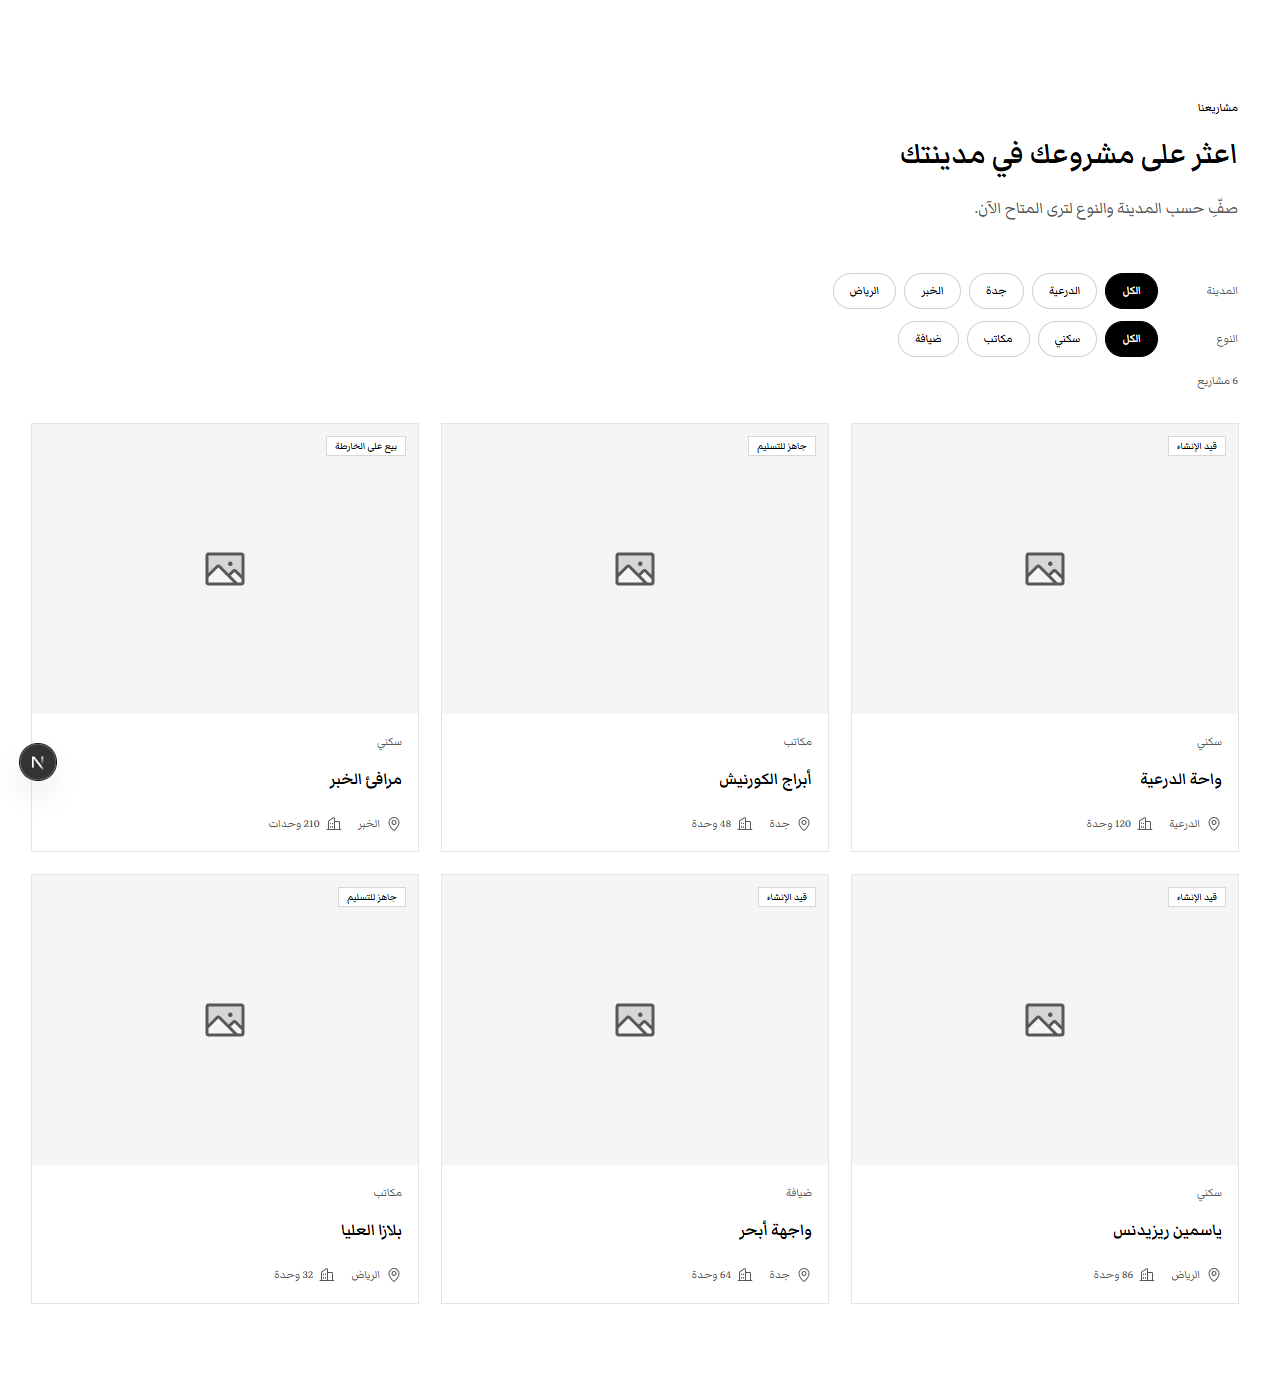 مشاريعنا
اعثر على مشروعك في مدينتك
صفِّ حسب المدينة والنوع لترى المتاح الآن.
المدينة الكل الدرعية جدة الخبر الرياض
النوع الكل سكني مكاتب ضيافة
6 مشاريع
قيد الإنشاء
سكني
واحة الدرعية
الدرعية 120 وحدة
جاهز للتسليم
مكاتب
أبراج الكورنيش
جدة 48 وحدة
بيع على الخارطة
سكني
مرافئ الخبر
الخبر 210 وحدات
قيد الإنشاء
سكني
ياسمين ريزيدنس
الرياض 86 وحدة
قيد الإنشاء
ضيافة
واجهة أبحر
جدة 64 وحدة
جاهز للتسليم
مكاتب
بلازا العليا
الرياض 32 وحدة
N